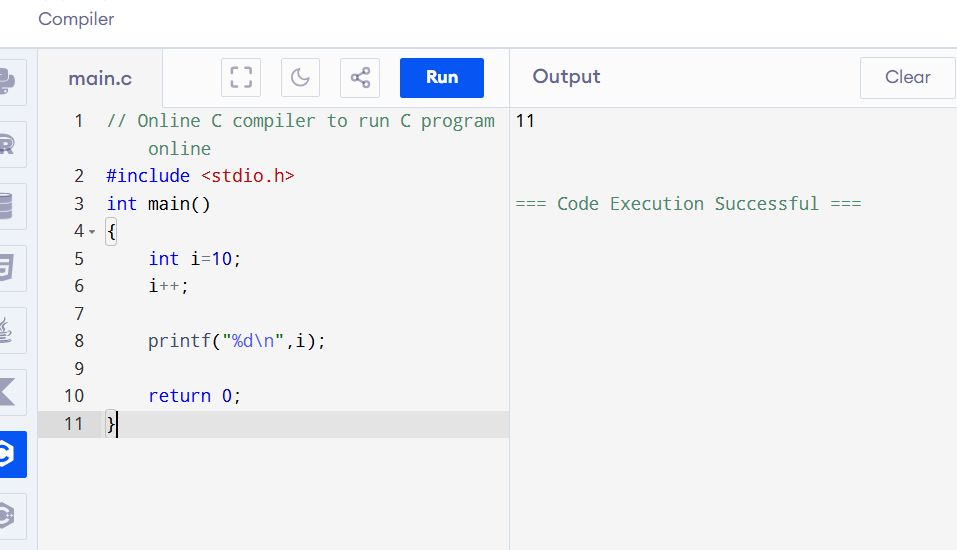 Compiler
main.c
Run
Output
Clear
1 // Online C compiler to run C program
online
2 #include <stdio.h>
3 int main()
4 {
5 int i=10;
6 i++;
7
8 printf("%d\n",i);
9
10 return 0;
11 }
11
=== Code Execution Successful ===